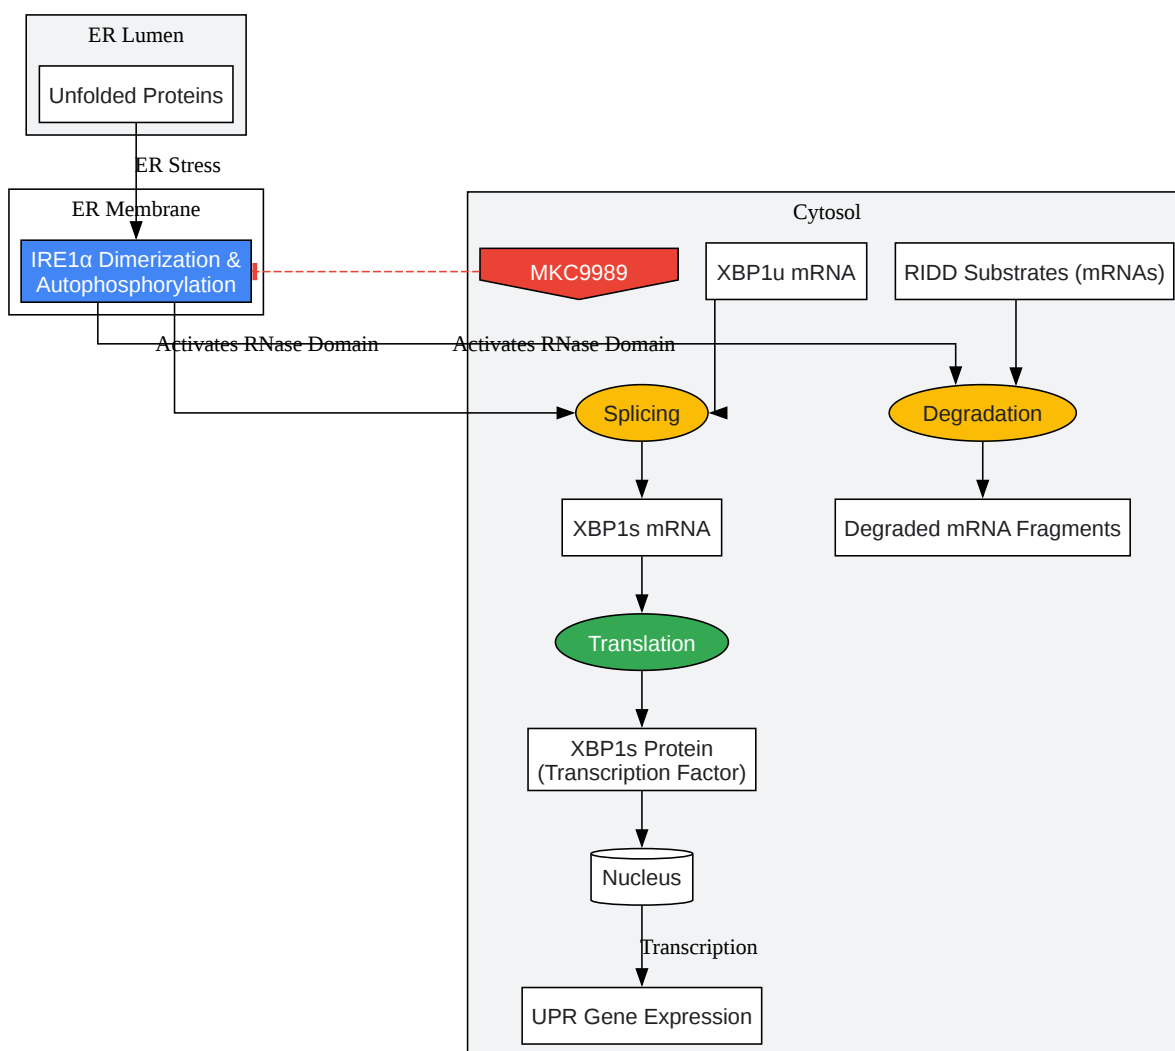 ER Lumen
Unfolded Proteins
ER Stress
ER Membrane
IRE1α Dimerization &
Autophosphorylation
Cytosol
MKC9989
XBP1u mRNA
RIDD Substrates (mRNAs)
Activates RNase Domain
Activates RNase Domain
Splicing
Degradation
XBP1s mRNA
Degraded mRNA Fragments
Translation
XBP1s Protein
(Transcription Factor)
Nucleus
Transcription
UPR Gene Expression